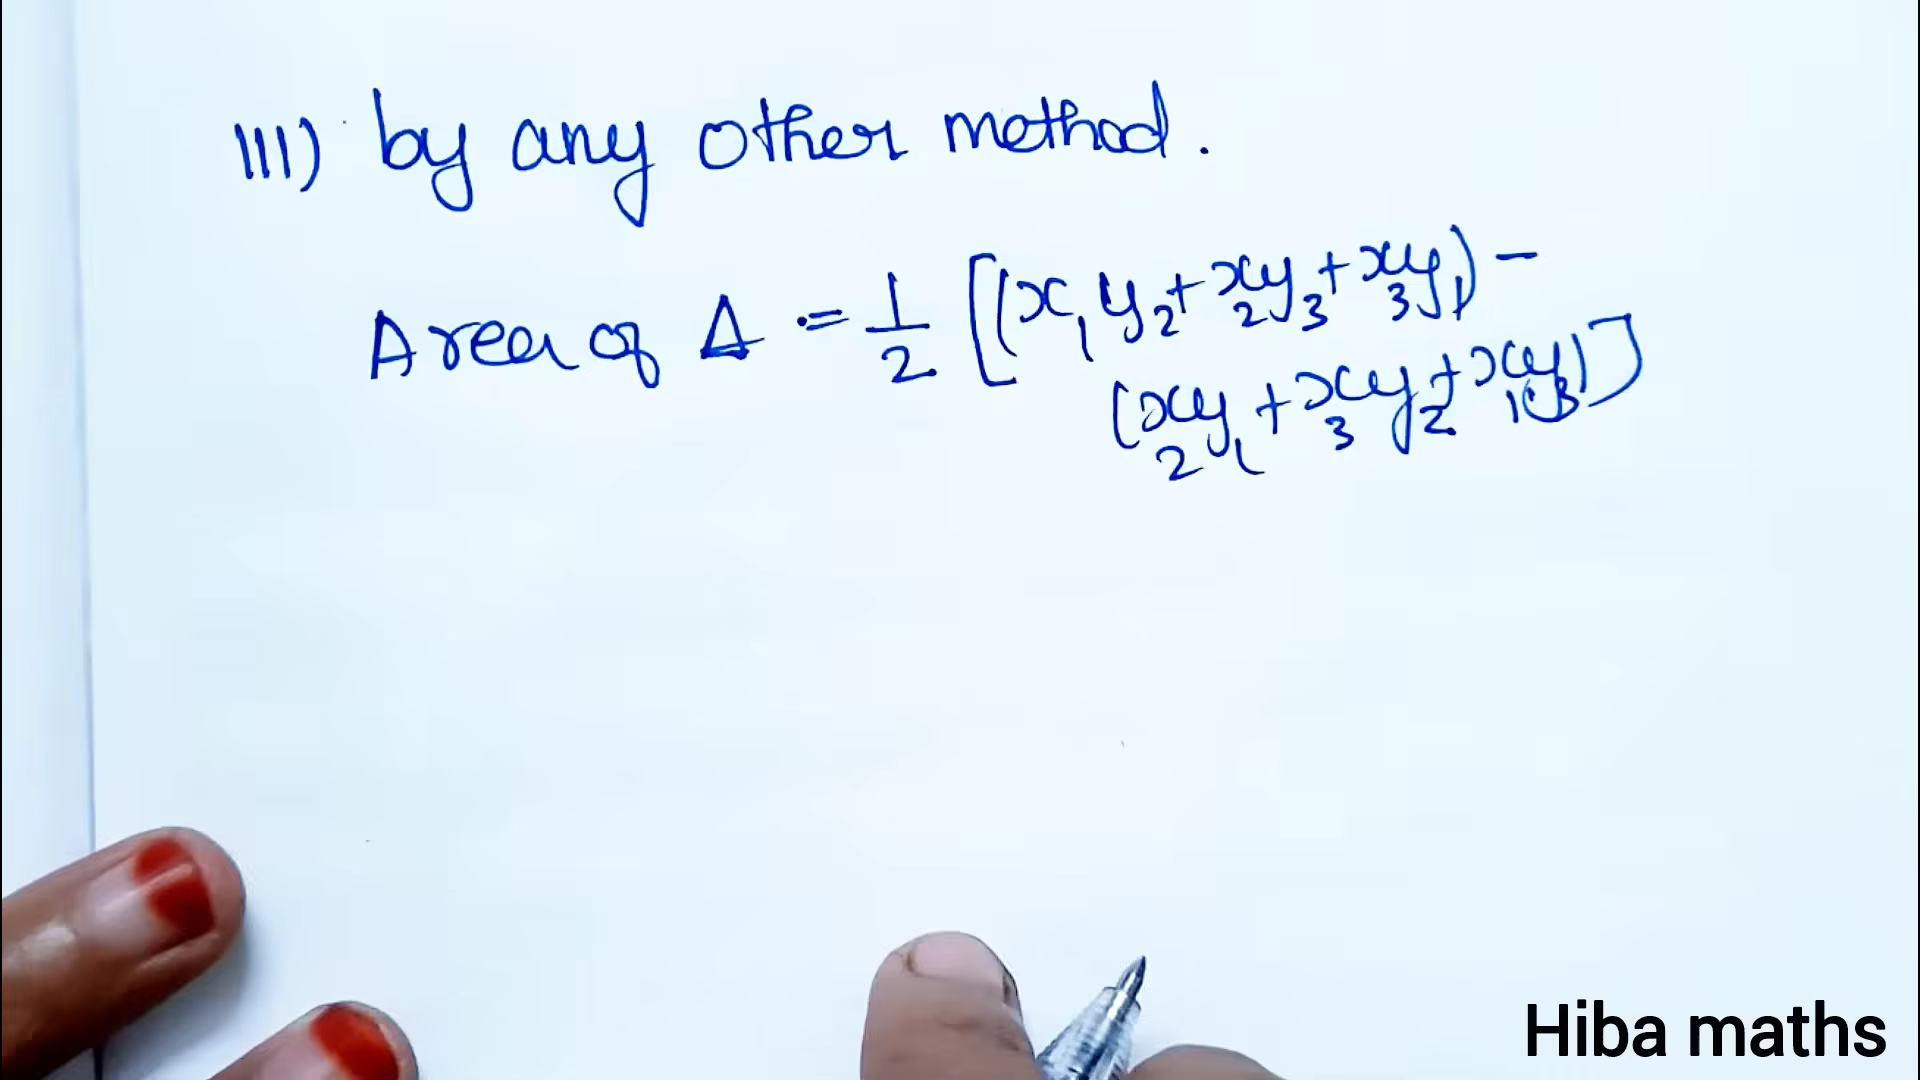 III) by any other method.
Area of Δ = 1/2 [(x₁y₂+x₂y₃+x₃y₁) -
(x₂y₁+x₃y₂+x₁y₃)]
Hiba maths